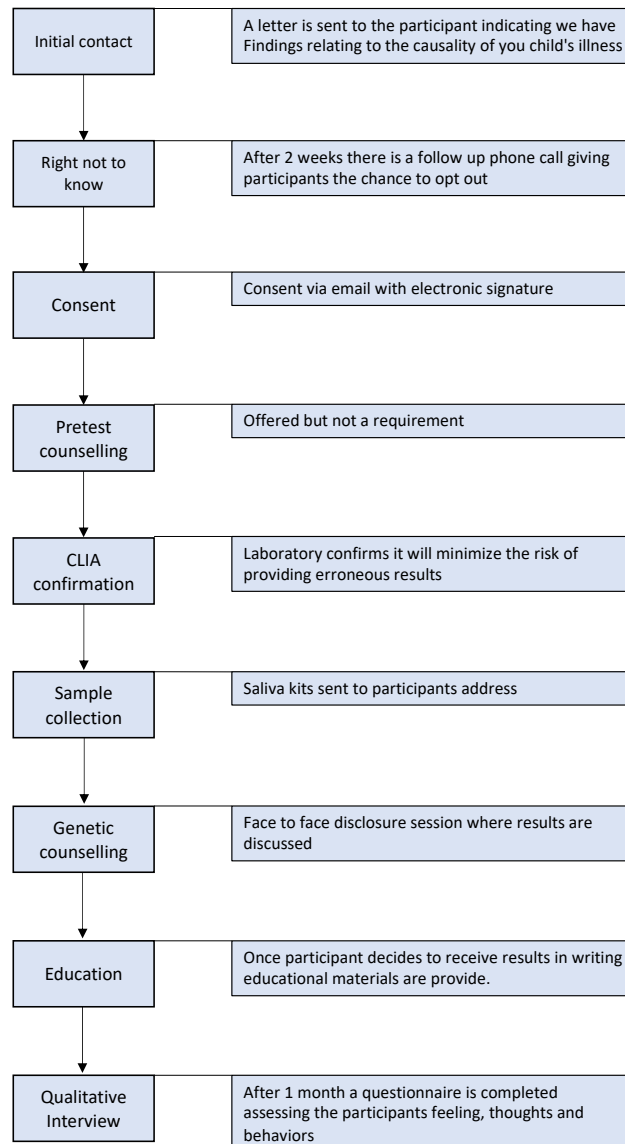 Initial contact
A letter is sent to the participant indicating we have
Findings relating to the causality of you child's illness
Right not to
know
After 2 weeks there is a follow up phone call giving
participants the chance to opt out
Consent
Consent via email with electronic signature
Pretest
counselling
Offered but not a requirement
CLIA
confirmation
Laboratory confirms it will minimize the risk of
providing erroneous results
Sample
collection
Saliva kits sent to participants address
Genetic
counselling
Face to face disclosure session where results are
discussed
Education
Once participant decides to receive results in writing
educational materials are provide.
Qualitative
Interview
After 1 month a questionnaire is completed
assessing the participants feeling, thoughts and
behaviors